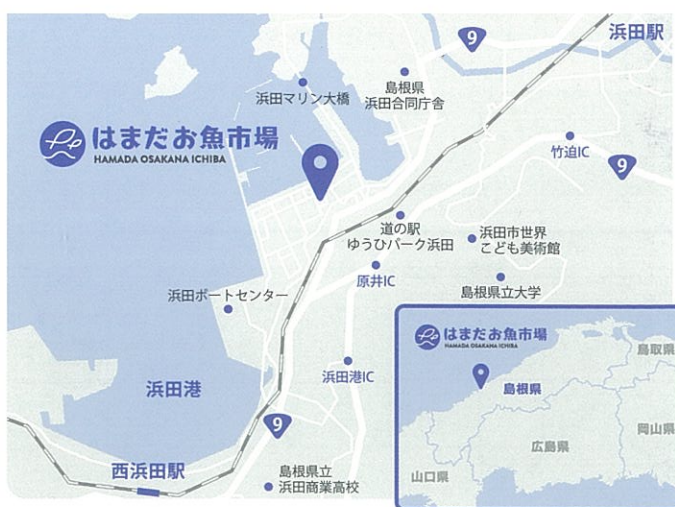 9
浜田駅
浜田マリン大橋
島根県
浜田合同庁舎
はまだお魚市場
HAMADA OSAKANA ICHIBA
竹迫IC
9
道の駅
ゆうひパーク浜田
浜田市世界
こども美術館
原井IC
島根県立大学
浜田ポートセンター
はまだお魚市場
HAMADA OSAKANA ICHIBA
鳥取県
島根県
浜田港IC
浜田港
9
岡山県
広島県
山口県
西浜田駅
島根県立
浜田商業高校